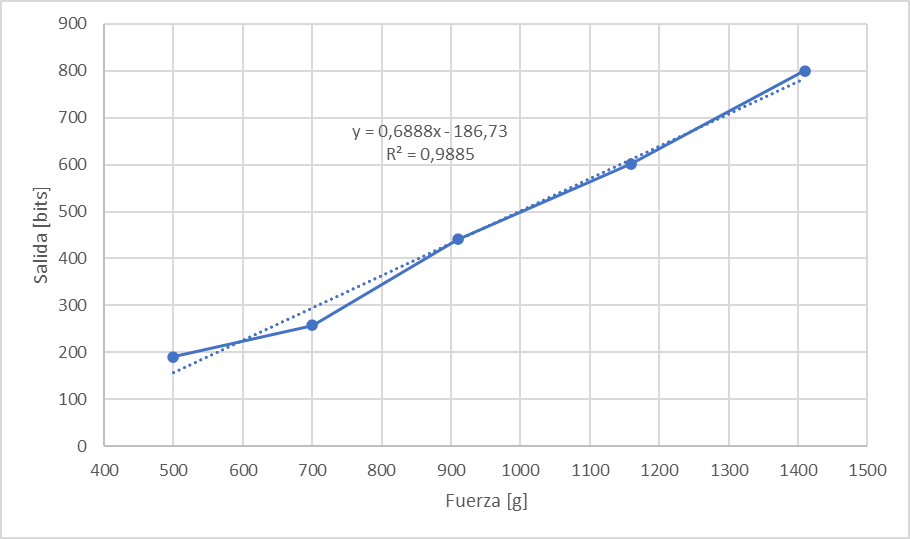 900
800
700
600
500
400
300
200
100
0
Salida [bits]
y = 0,6888x - 186,73
R² = 0,9885
400 500 600 700 800 900 1000 1100 1200 1300 1400 1500
Fuerza [g]